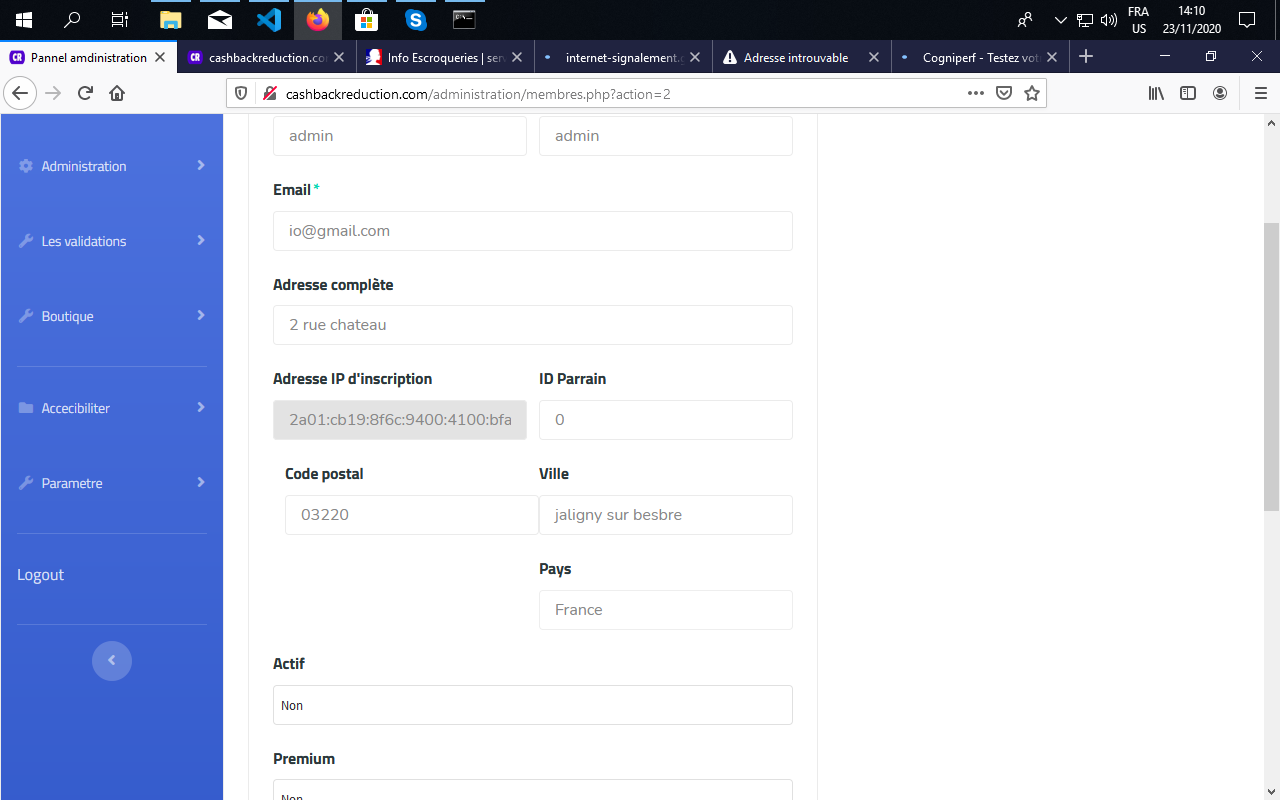 FRA
US
14:10
23/11/2020
Pannel amdinistration
cashbackreduction.co
Info Escroqueries | ser
internet-signalement.g
Adresse introuvable
Cogniperf - Testez vot
cashbackreduction.com/administration/membres.php?action=2
Administration
Les validations
Boutique
Accecibiliter
Parametre
Logout
admin
admin
Email *
io@gmail.com
Adresse complète
2 rue chateau
Adresse IP d'inscription
ID Parrain
2a01:cb19:8f6c:9400:4100:bfa
0
Code postal
Ville
03220
jaligny sur besbre
Pays
France
Actif
Non
Premium
Non